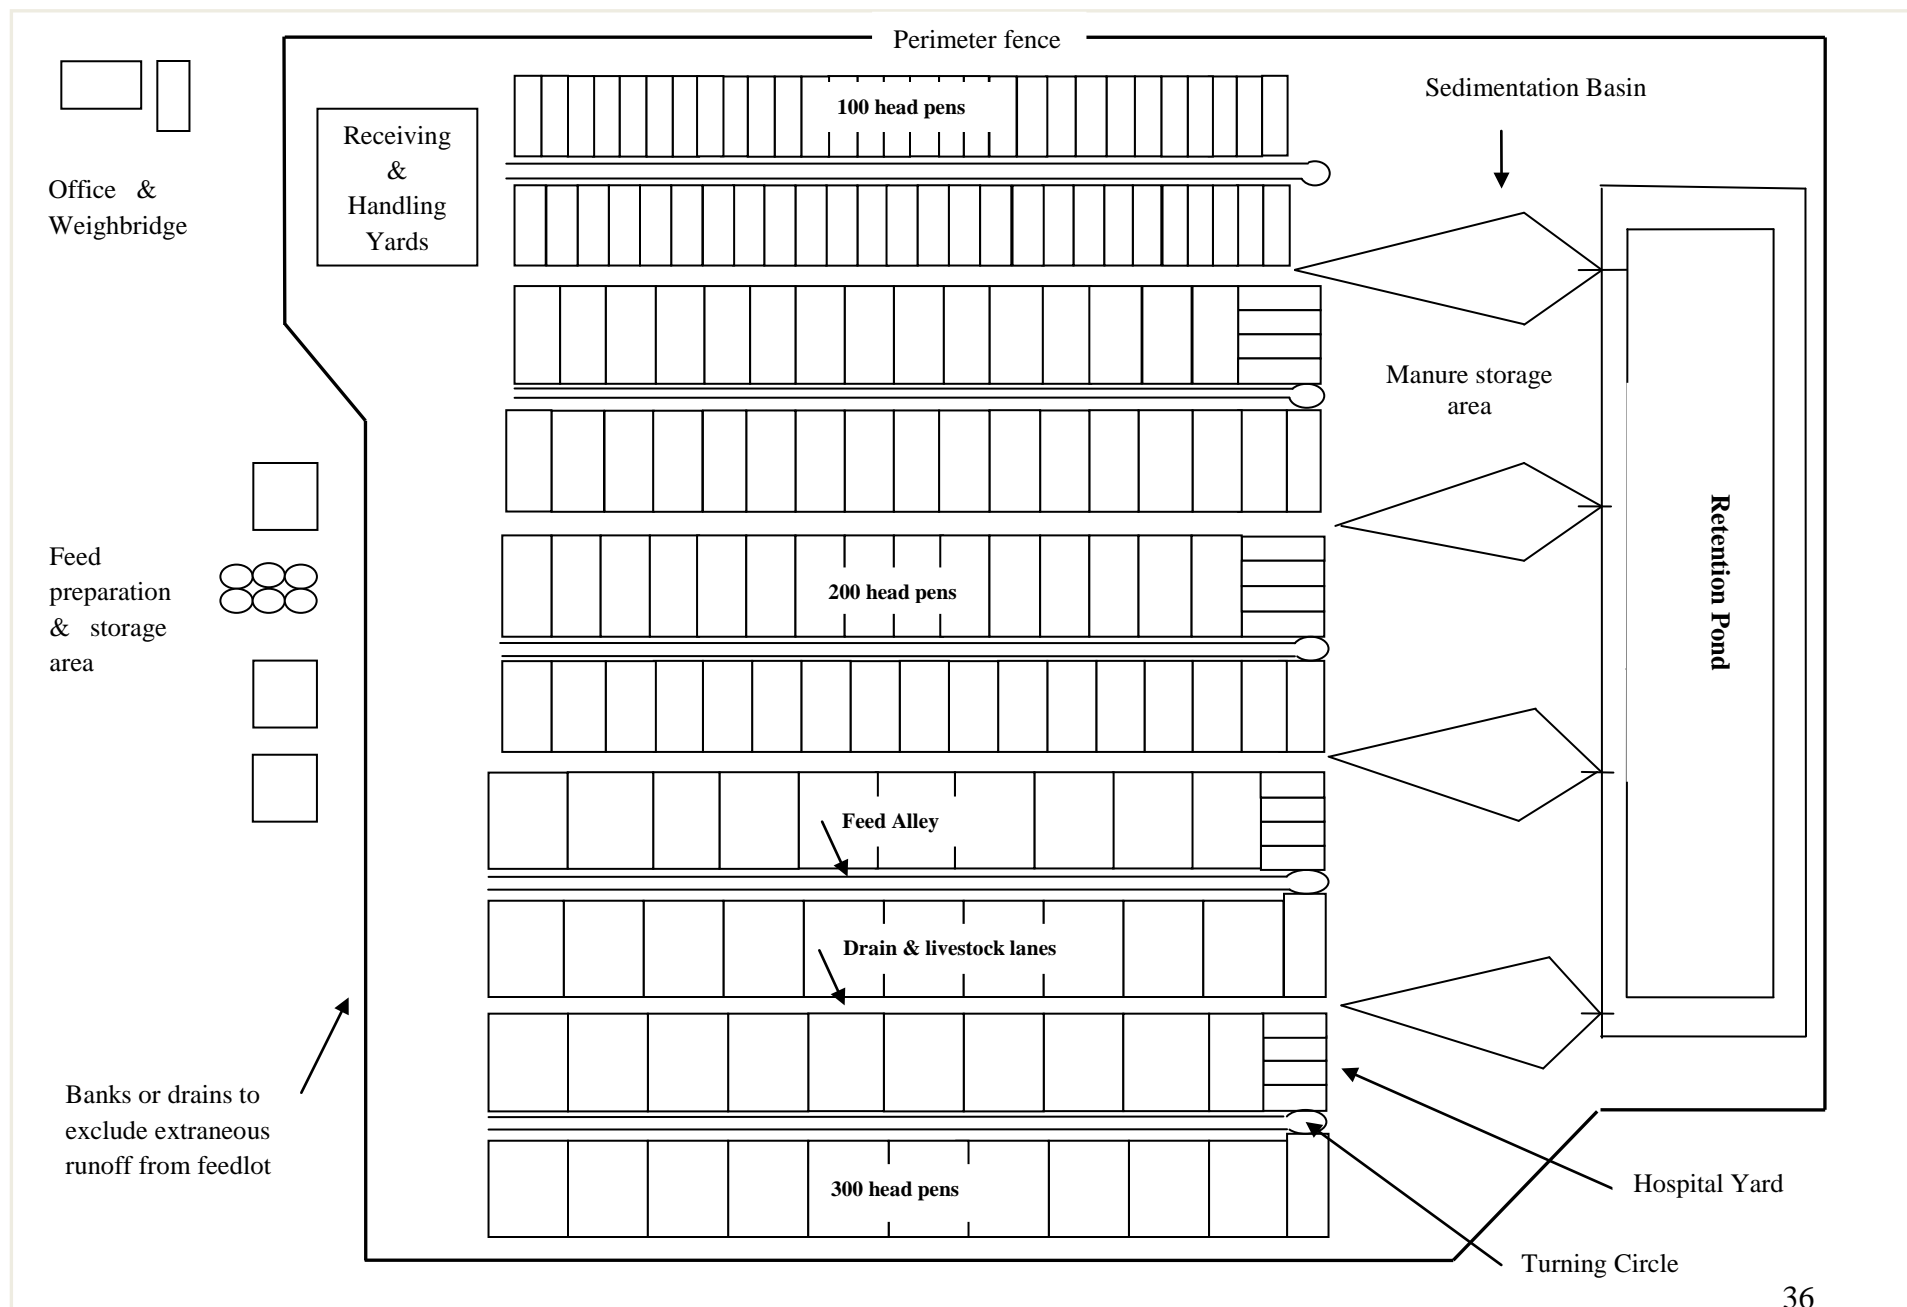 Perimeter fence
Sedimentation Basin
100 head pens
Receiving
&
Handling
Yards
Office & 
Weighbridge
Manure storage
area
Retention Pond
Feed
preparation
& storage
area
200 head pens
Feed Alley
Drain & livestock lanes
Banks or drains to
exclude extraneous
runoff from feedlot
300 head pens
Hospital Yard
Turning Circle
36